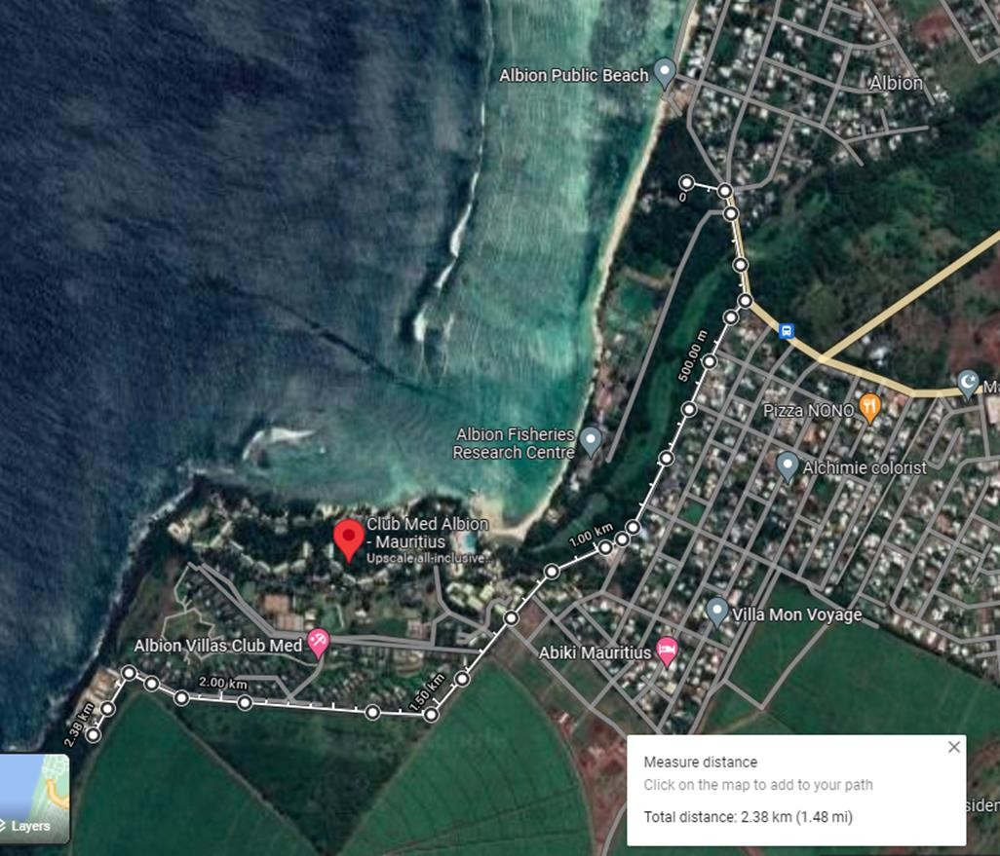 Albion Public Beach
Albion
0
500.00 m
Pizza NONO
Albion Fisheries
Research Centre
Alchimie colorist
Club Med Albion
- Mauritius
Upscale all-inclusive...
1.00 km
Villa Mon Voyage
Albion Villas Club Med
Abiki Mauritius
2.00 km
1.50 km
2.38 km
Measure distance
Click on the map to add to your path
Total distance: 2.38 km (1.48 mi)
Layers